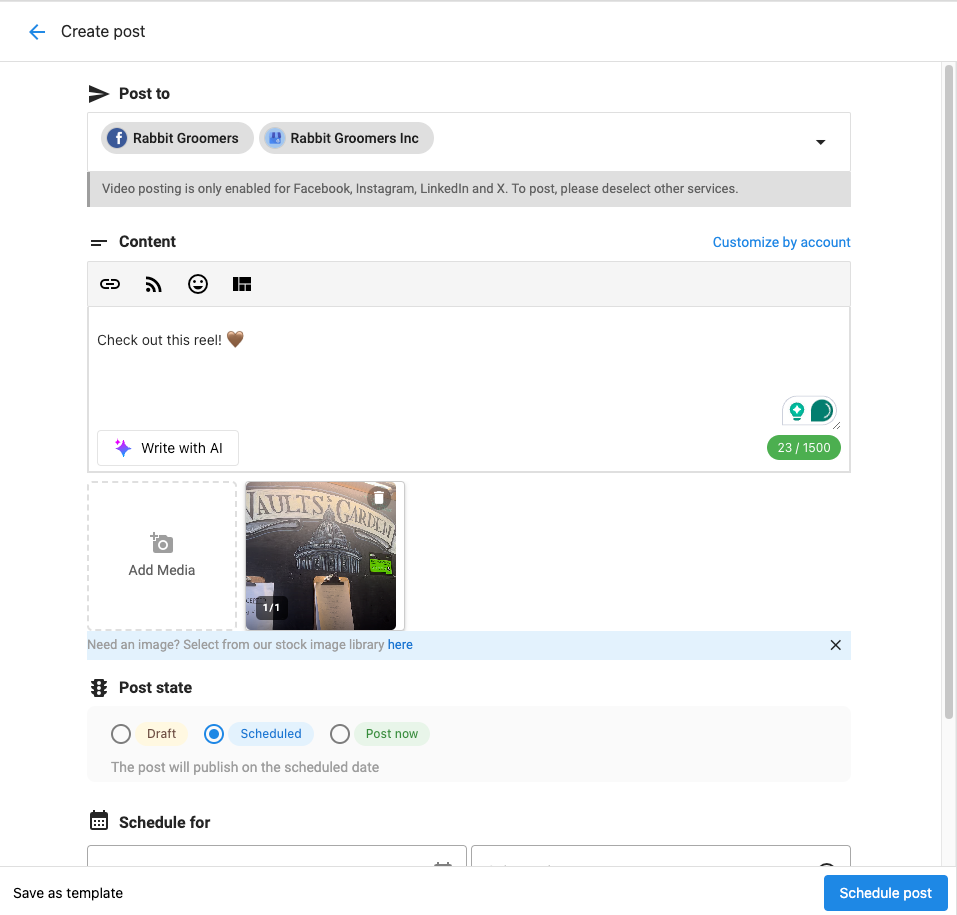 Create post
Post to
Rabbit Groomers
Rabbit Groomers Inc
Video posting is only enabled for Facebook, Instagram, LinkedIn and X. To post, please deselect other services.
Content
Customize by account
Check out this reel! 🤎
Write with AI
23 / 1500
Add Media
VAULTS & GARDEN
1/1
Need an image? Select from our stock image library here
Post state
Draft
Scheduled
Post now
The post will publish on the scheduled date
Schedule for
Save as template
Schedule post